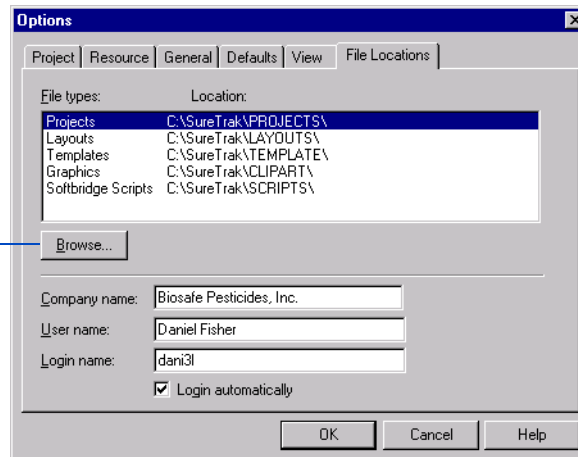 Options
Project Resource General Defaults View File Locations
File types: Location:
Projects C:\SureTrak\PROJECTS\
Layouts C:\SureTrak\LAYOUTS\
Templates C:\SureTrak\TEMPLATE\
Graphics C:\SureTrak\CLIPART\
Softbridge Scripts C:\SureTrak\SCRIPTS\
Browse...
Company name: Biosafe Pesticides, Inc.
User name: Daniel Fisher
Login name: dani3l
Login automatically
OK Cancel Help